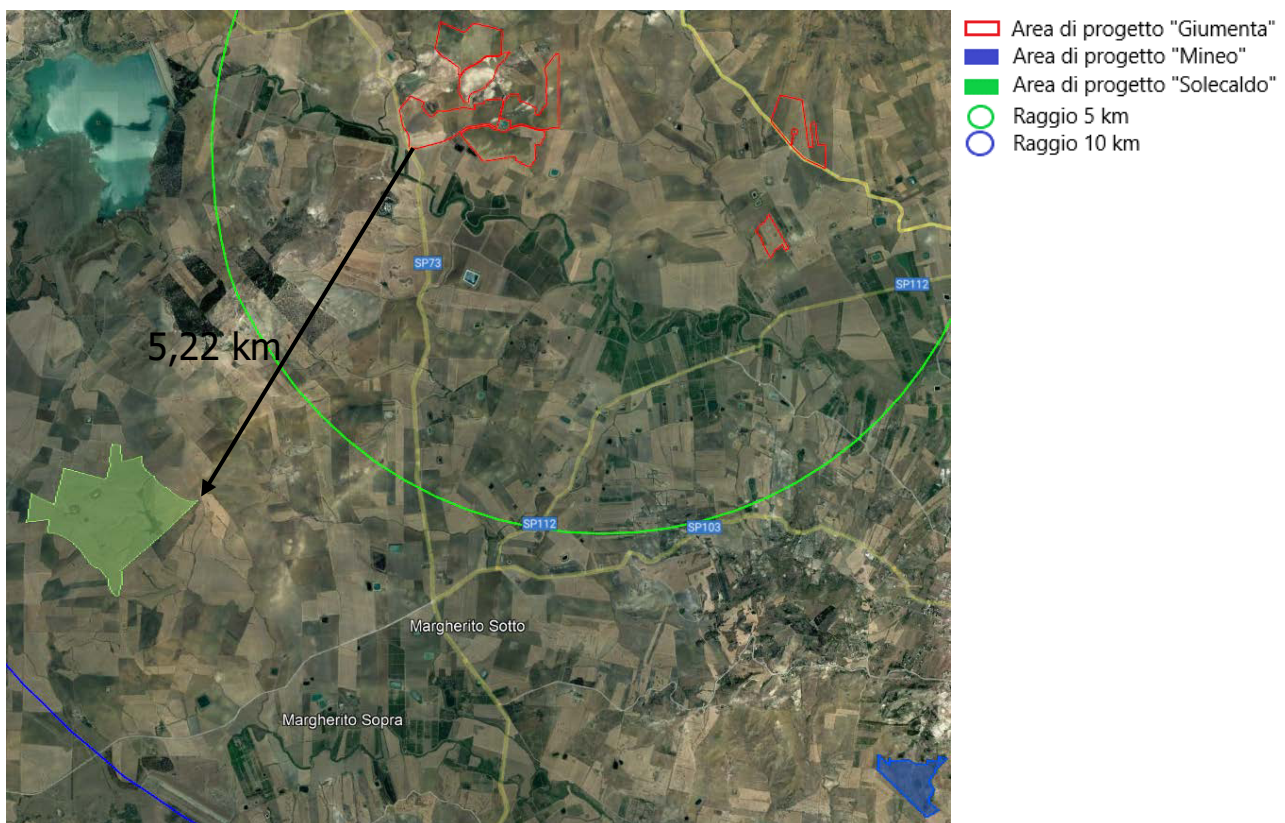 Area di progetto "Giumenta"
Area di progetto "Mineo"
Area di progetto "Solecaldo"
Raggio 5 km
Raggio 10 km
SP73
SP112
5,22 km
SP112
SP103
Margherito Sotto
Margherito Sopra